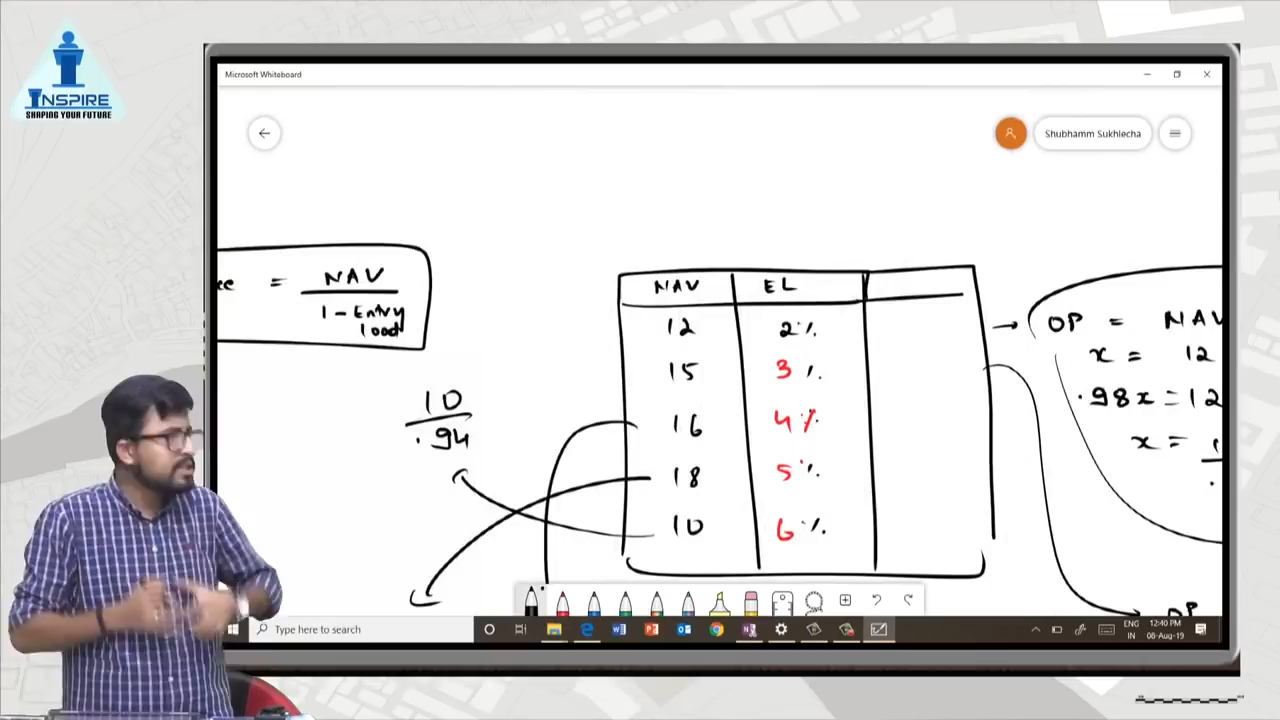 INSPIRE
SHAPING YOUR FUTURE
Microsoft Whiteboard
Shubhamm Sukhlecha
= NAV
1 - Entry
load
10
.94
NAV EL
12 2%
15 3%
16 4%
18 5%
10 6%
OP = NAV
x = 12
.98x = 12
x =
OP
Type here to search
ENG
IN
12:40 PM
08-Aug-19